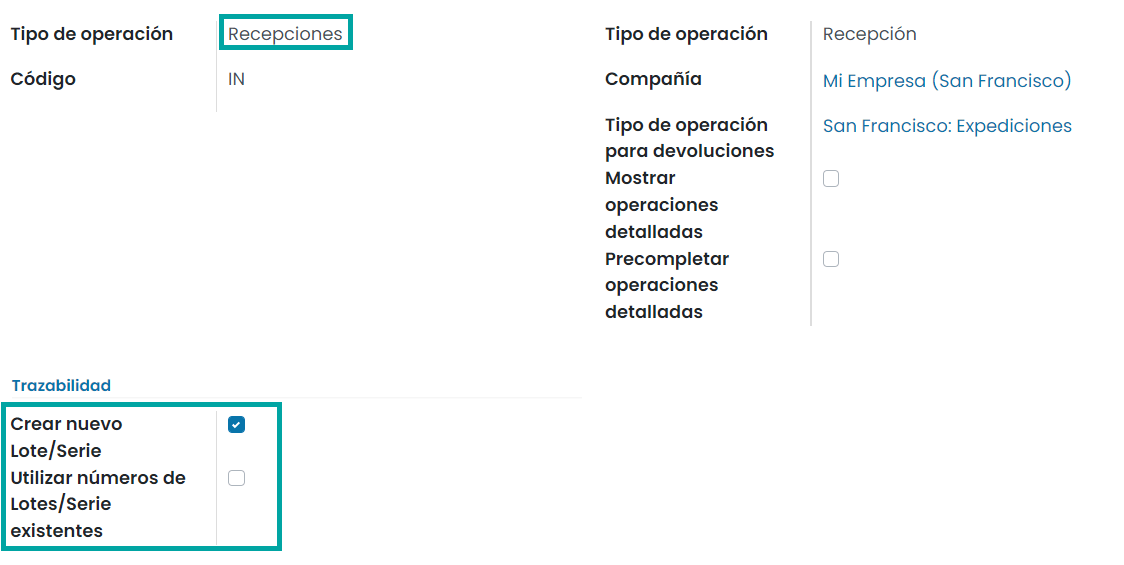 Tipo de operación
Recepciones
Código
IN
Tipo de operación
Recepción
Compañía
Mi Empresa (San Francisco)
Tipo de operación
para devoluciones
San Francisco: Expediciones
Mostrar
operaciones
detalladas
Precompletar
operaciones
detalladas
Trazabilidad
Crear nuevo
Lote/Serie
Utilizar números de
Lotes/Serie
existentes